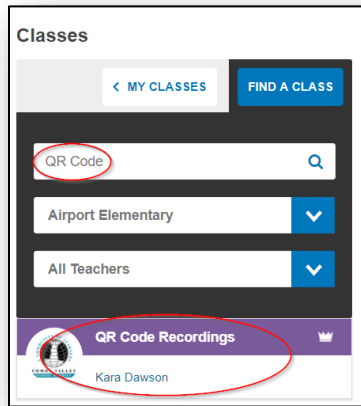 Classes
< MY CLASSES
FIND A CLASS
QR Code
Airport Elementary
All Teachers
QR Code Recordings
Kara Dawson